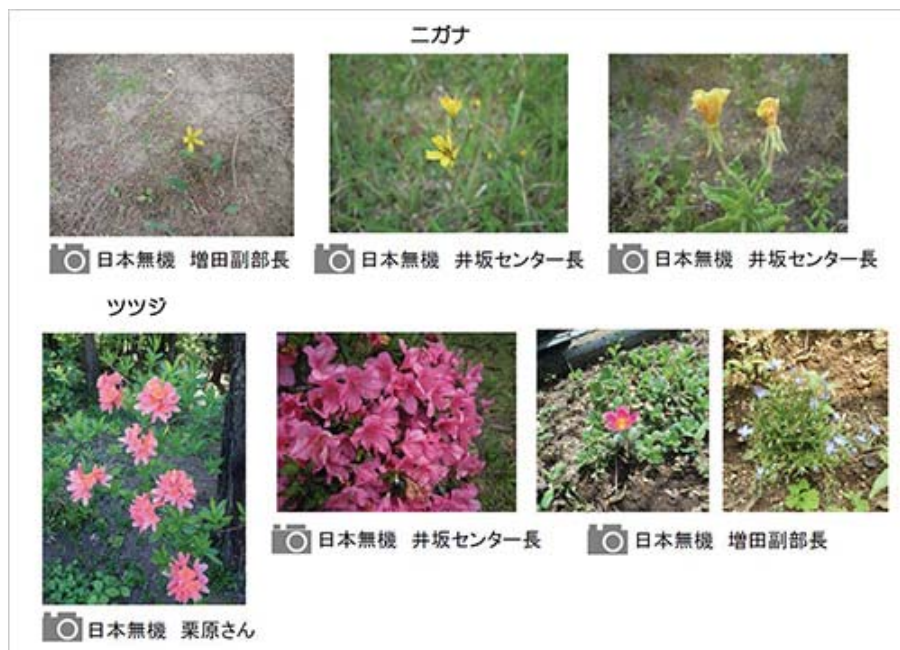 ニガナ
日本無機 増田副部長
日本無機 井坂センター長
日本無機 井坂センター長
ツツジ
日本無機 井坂センター長
日本無機 増田副部長
日本無機 栗原さん